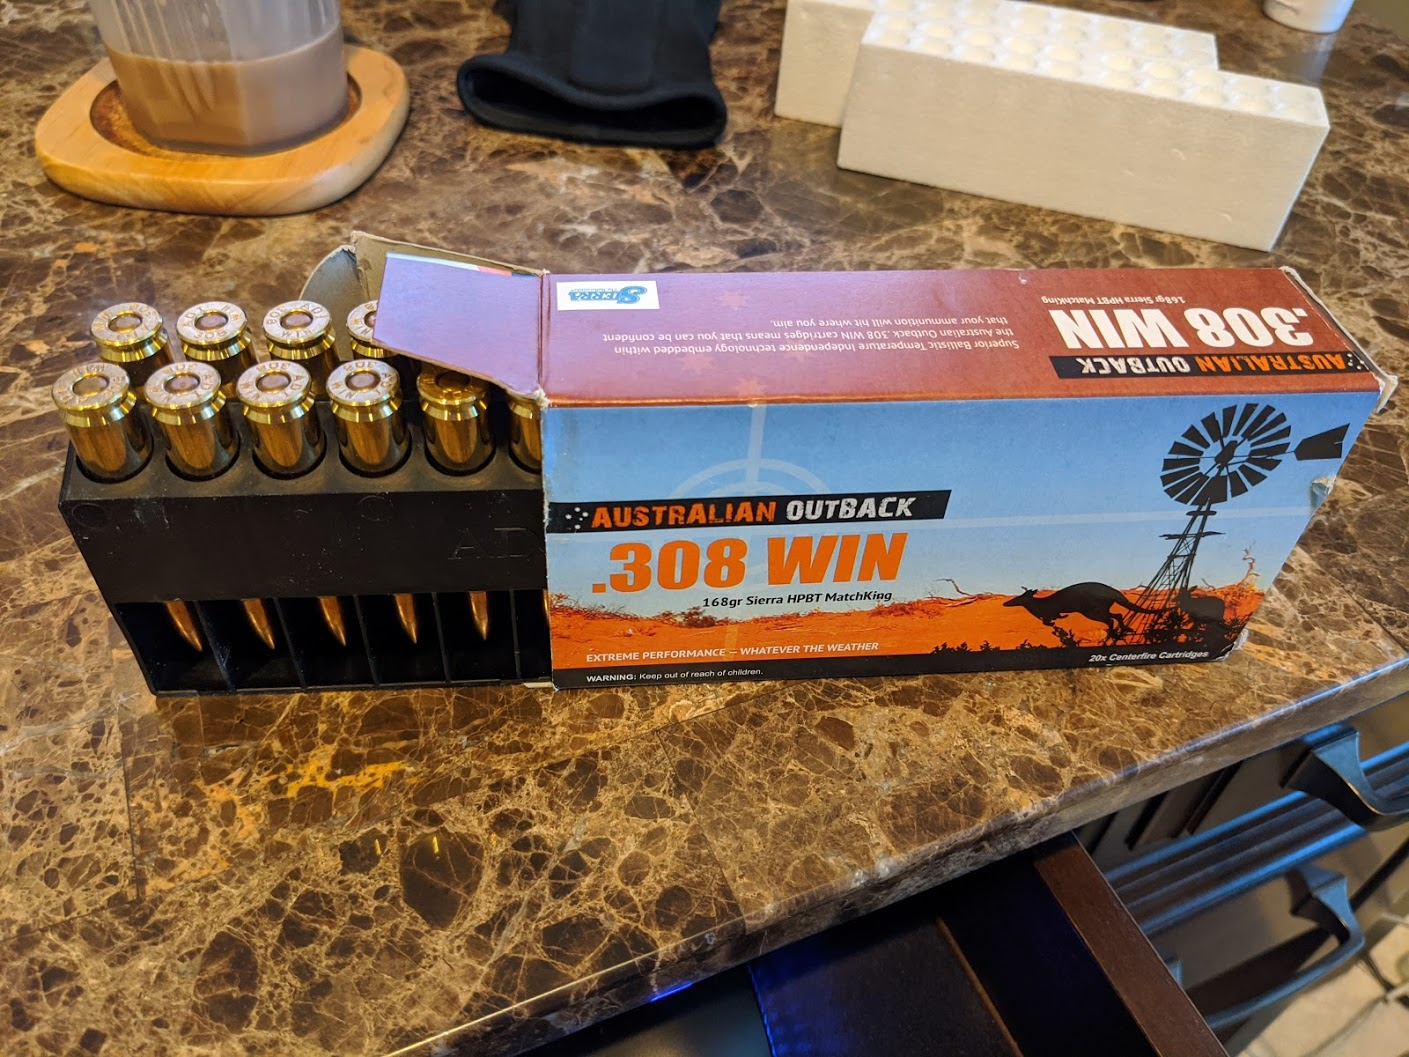 SIERRA
Superior Ballistic Temperature Independence technology embedded within
the Australian Outback .308 WIN cartridges means that you can be confident
that your ammunition will hit where you aim.
AUSTRALIAN OUTBACK
.308 WIN
168gr Sierra HPBT MatchKing
AUSTRALIAN OUTBACK
.308 WIN
168gr Sierra HPBT MatchKing
EXTREME PERFORMANCE – WHATEVER THE WEATHER
WARNING: Keep out of reach of children.
20x Centerfire Cartridges